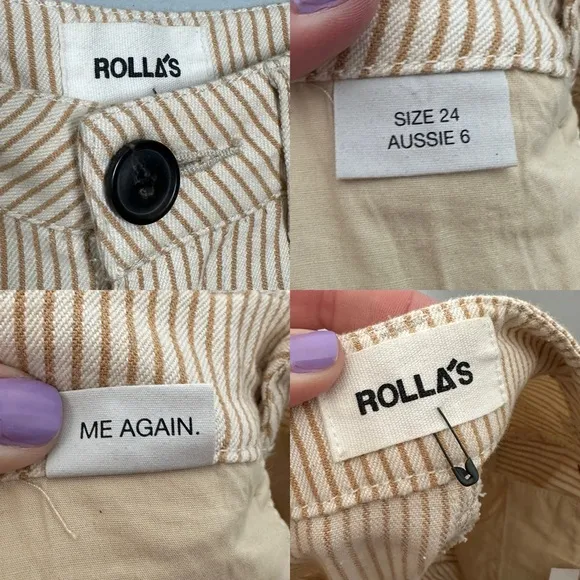 ROLLA'S
SIZE 24
AUSSIE 6
ME AGAIN.
ROLLA'S